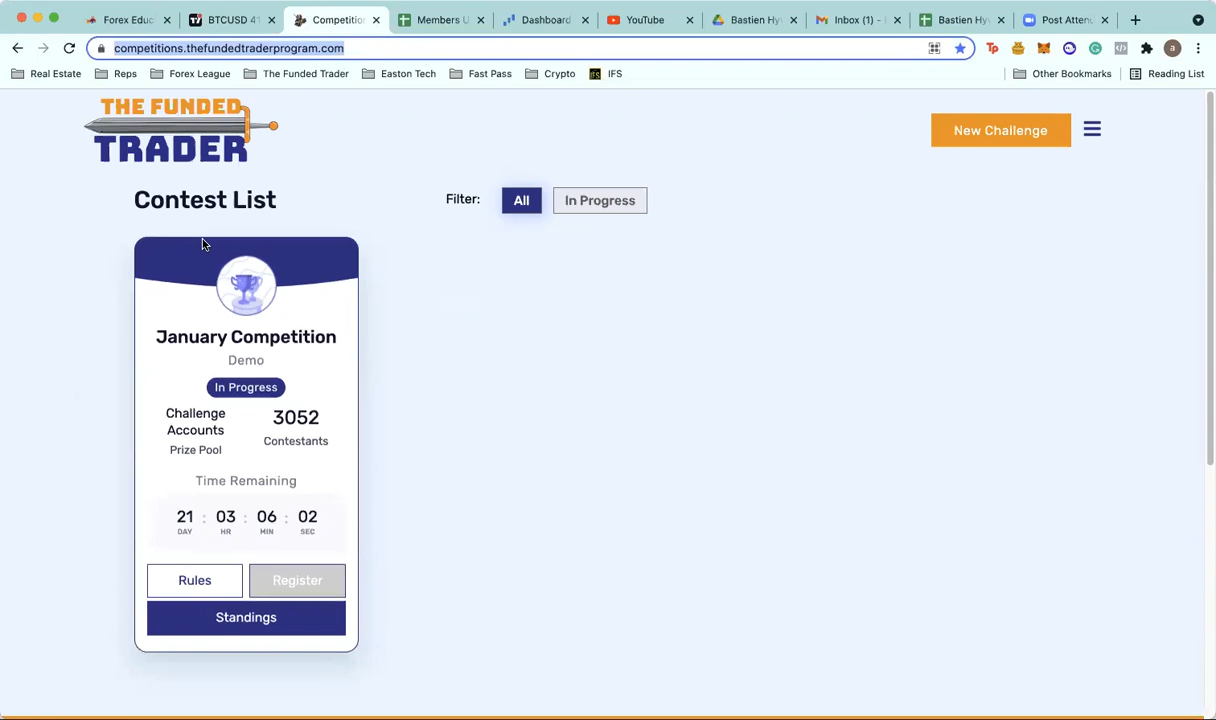 Forex Educ
BTCUSD 41
Competition
Members U
Dashboard
YouTube
Bastien Hy
Inbox (1) -
Bastien Hy
Post Atten
competitions.thefundedtraderprogram.com
Real Estate
Reps
Forex League
The Funded Trader
Easton Tech
Fast Pass
Crypto
IFS
Other Bookmarks
Reading List
THE FUNDED
TRADER
New Challenge
Contest List
Filter:
All
In Progress
January Competition
Demo
In Progress
Challenge
Accounts
Prize Pool
3052
Contestants
Time Remaining
21 : 03 : 06 : 02
DAY HR MIN SEC
Rules
Register
Standings